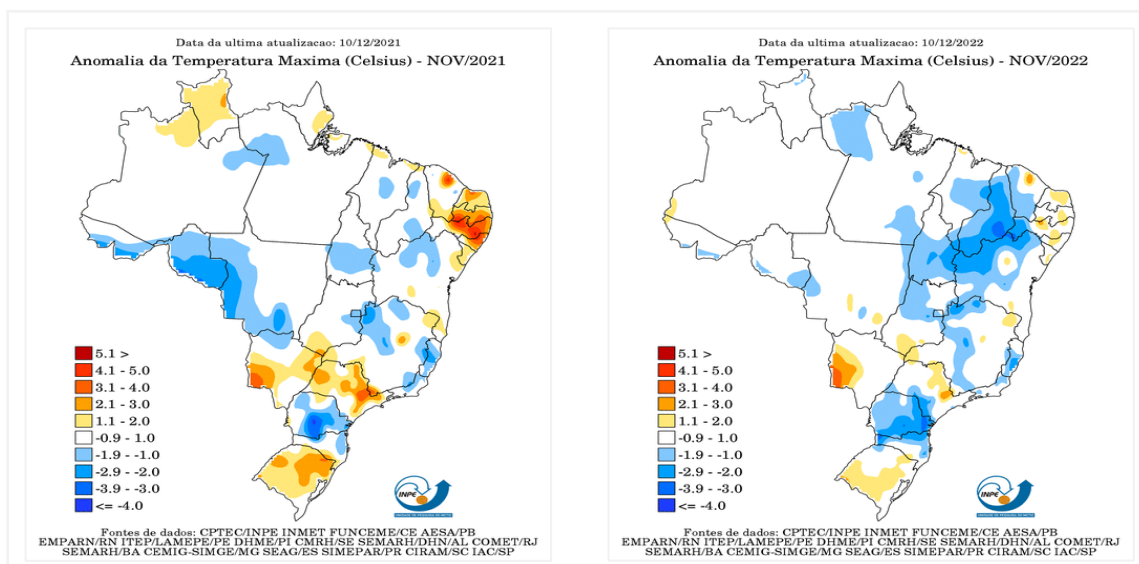 Data da ultima atualizacao: 10/12/2021
Anomalia da Temperatura Maxima (Celsius) - NOV/2021
5.1 >
4.1 - 5.0
3.1 - 4.0
2.1 - 3.0
1.1 - 2.0
-0.9 - 1.0
-1.9 - -1.0
-2.9 - -2.0
-3.9 - -3.0
<= -4.0
INPE
Fontes de dados: CPTEC/INPE INMET FUNCEME/CE AESA/PB
EMPARN/RN ITEP/LAMEPE/PE DHME/PI CMRH/SE SEMARH/DHN/AL COMET/RJ
SEMARH/BA CEMIG-SIMGE/MG SEAG/ES SIMEPAR/PR CIRAM/SC IAC/SP
Data da ultima atualizacao: 10/12/2022
Anomalia da Temperatura Maxima (Celsius) - NOV/2022
5.1 >
4.1 - 5.0
3.1 - 4.0
2.1 - 3.0
1.1 - 2.0
-0.9 - 1.0
-1.9 - -1.0
-2.9 - -2.0
-3.9 - -3.0
<= -4.0
INPE
Fontes de dados: CPTEC/INPE INMET FUNCEME/CE AESA/PB
EMPARN/RN ITEP/LAMEPE/PE DHME/PI CMRH/SE SEMARH/DHN/AL COMET/RJ
SEMARH/BA CEMIG-SIMGE/MG SEAG/ES SIMEPAR/PR CIRAM/SC IAC/SP